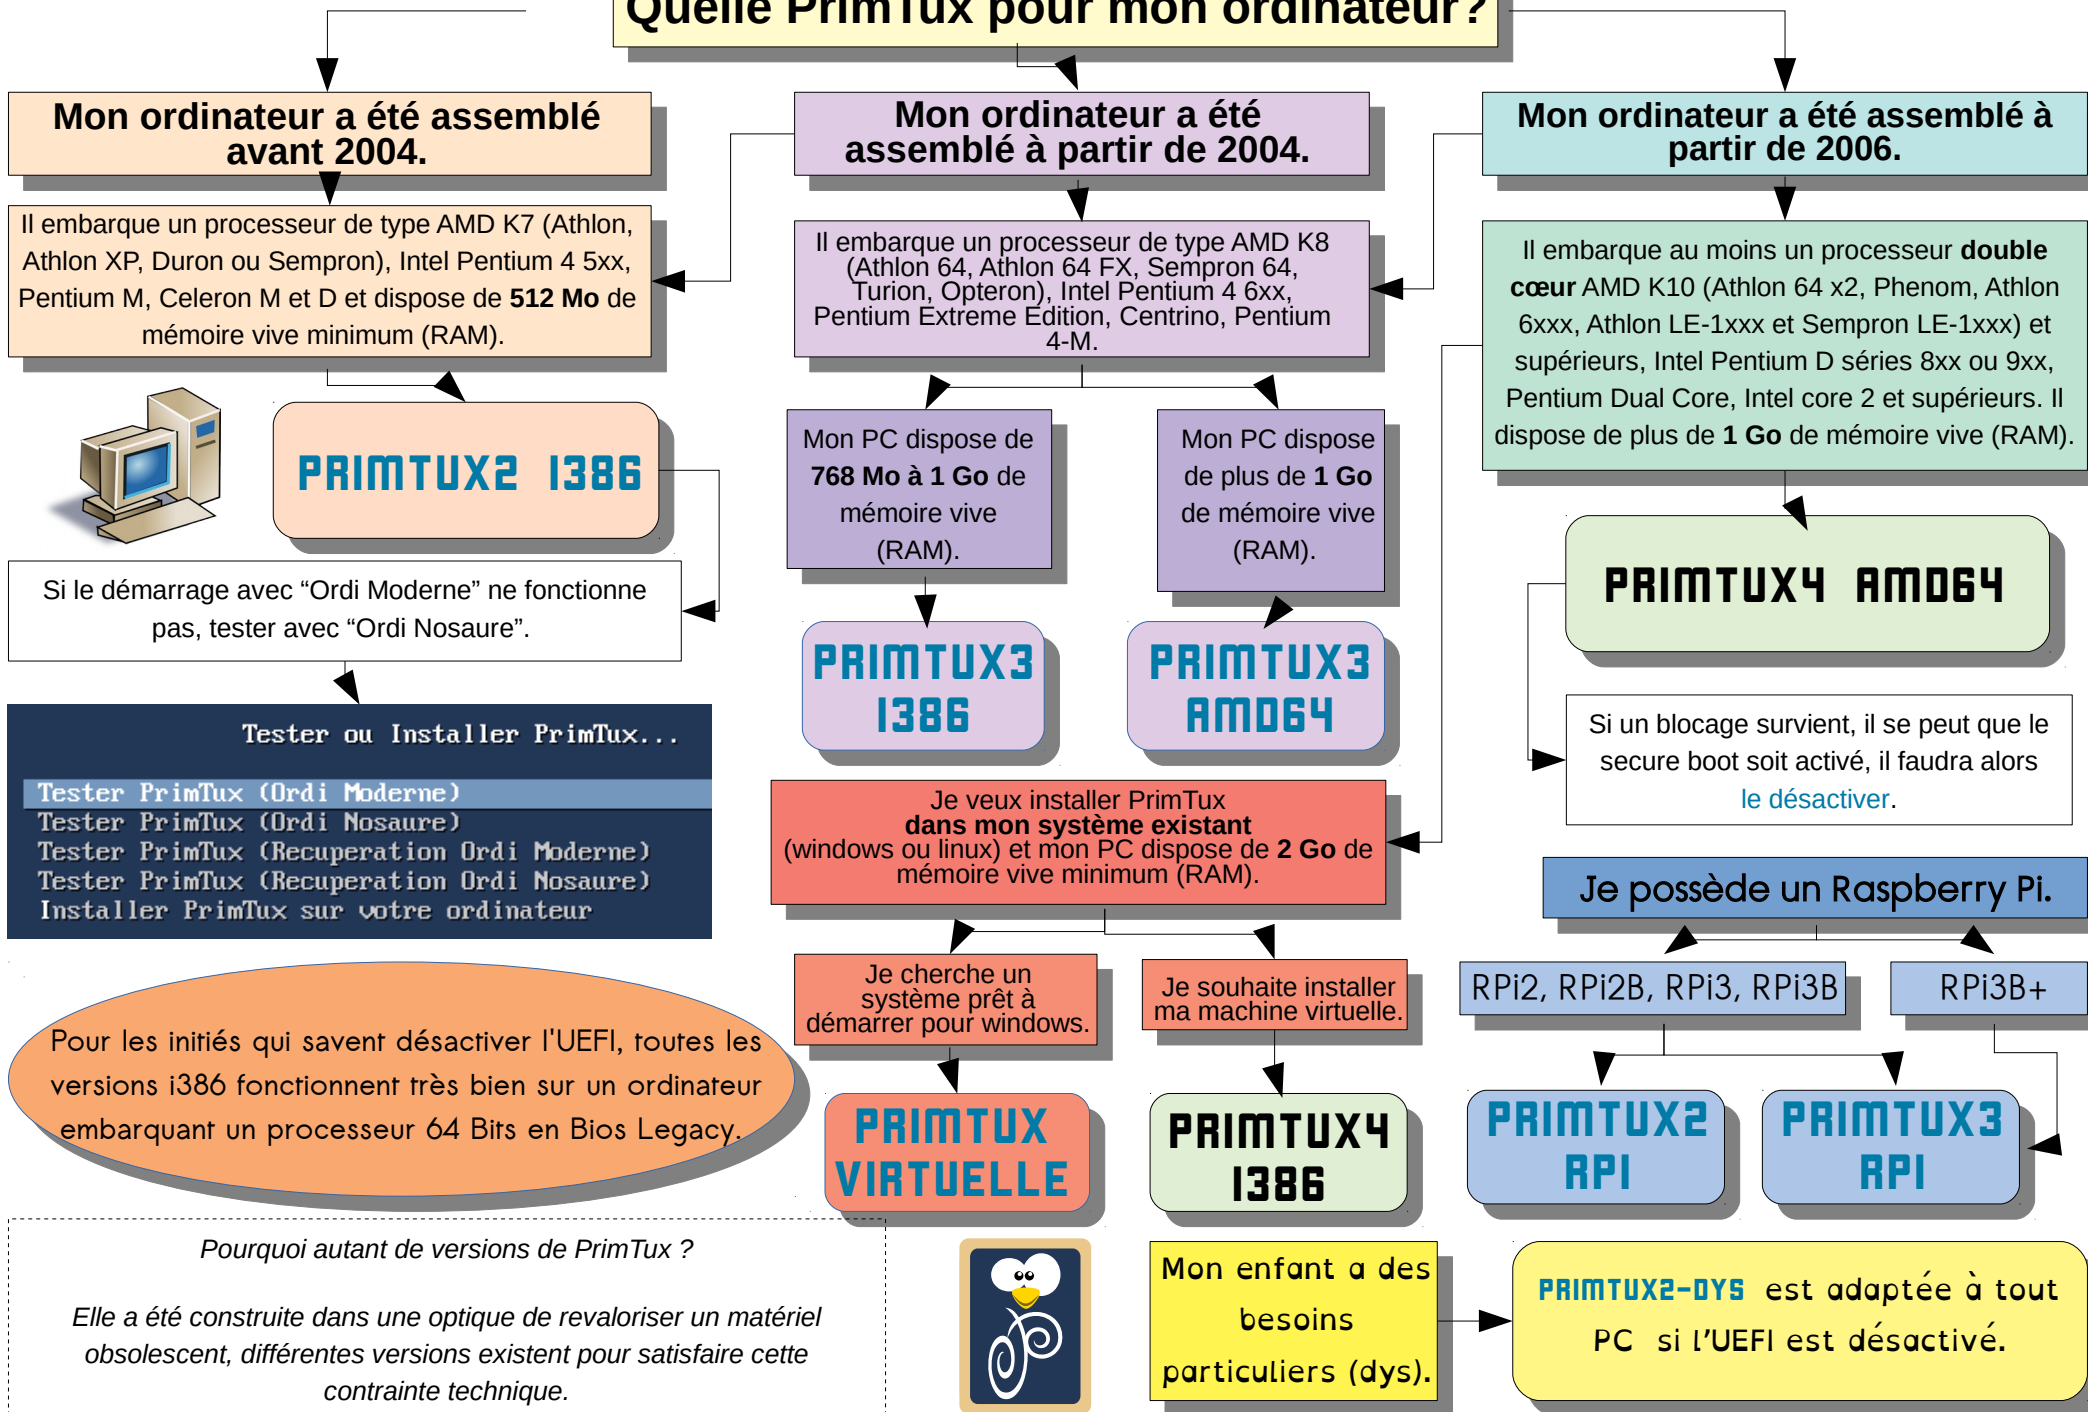 Quelle PrimTux pour mon ordinateur?
Mon ordinateur a été assemblé
avant 2004.
Il embarque un processeur de type AMD K7 (Athlon,
Athlon XP, Duron ou Sempron), Intel Pentium 4 5xx,
Pentium M, Celeron M et D et dispose de 512 Mo de
mémoire vive minimum (RAM).
PRIMTUX2 I386
Si le démarrage avec “Ordi Moderne” ne fonctionne
pas, tester avec “Ordi Nosaure”.
Tester ou Installer PrimTux...
Tester PrimTux (Ordi Moderne)
Tester PrimTux (Ordi Nosaure)
Tester PrimTux (Recuperation Ordi Moderne)
Tester PrimTux (Recuperation Ordi Nosaure)
Installer PrimTux sur votre ordinateur
Pour les initiés qui savent désactiver l'UEFI, toutes les
versions i386 fonctionnent très bien sur un ordinateur
embarquant un processeur 64 Bits en Bios Legacy.
Pourquoi autant de versions de PrimTux ?
Elle a été construite dans une optique de revaloriser un matériel
obsolescent, différentes versions existent pour satisfaire cette
contrainte technique.
Mon ordinateur a été
assemblé à partir de 2004.
Il embarque un processeur de type AMD K8
(Athlon 64, Athlon 64 FX, Sempron 64,
Turion, Opteron), Intel Pentium 4 6xx,
Pentium Extreme Edition, Centrino, Pentium
4-M.
Mon PC dispose de
768 Mo à 1 Go de
mémoire vive
(RAM).
PRIMTUX3
I386
Mon PC dispose
de plus de 1 Go
de mémoire vive
(RAM).
PRIMTUX3
AMD64
Je veux installer PrimTux
dans mon système existant
(windows ou linux) et mon PC dispose de 2 Go de
mémoire vive minimum (RAM).
Je cherche un
système prêt à
démarrer pour windows.
PRIMTUX
VIRTUELLE
Je souhaite installer
ma machine virtuelle.
PRIMTUX4
I386
Mon ordinateur a été assemblé à
partir de 2006.
Il embarque au moins un processeur double
cœur AMD K10 (Athlon 64 x2, Phenom, Athlon
6xxx, Athlon LE-1xxx et Sempron LE-1xxx) et
supérieurs, Intel Pentium D séries 8xx ou 9xx,
Pentium Dual Core, Intel core 2 et supérieurs. Il
dispose de plus de 1 Go de mémoire vive (RAM).
PRIMTUX4 AMD64
Si un blocage survient, il se peut que le
secure boot soit activé, il faudra alors
le désactiver.
Je possède un Raspberry Pi.
RPi2, RPi2B, RPi3, RPi3B
RPi3B+
PRIMTUX2
RPI
PRIMTUX3
RPI
Mon enfant a des
besoins
particuliers (dys).
PRIMTUX2-DYS est adaptée à tout
PC si l'UEFI est désactivé.